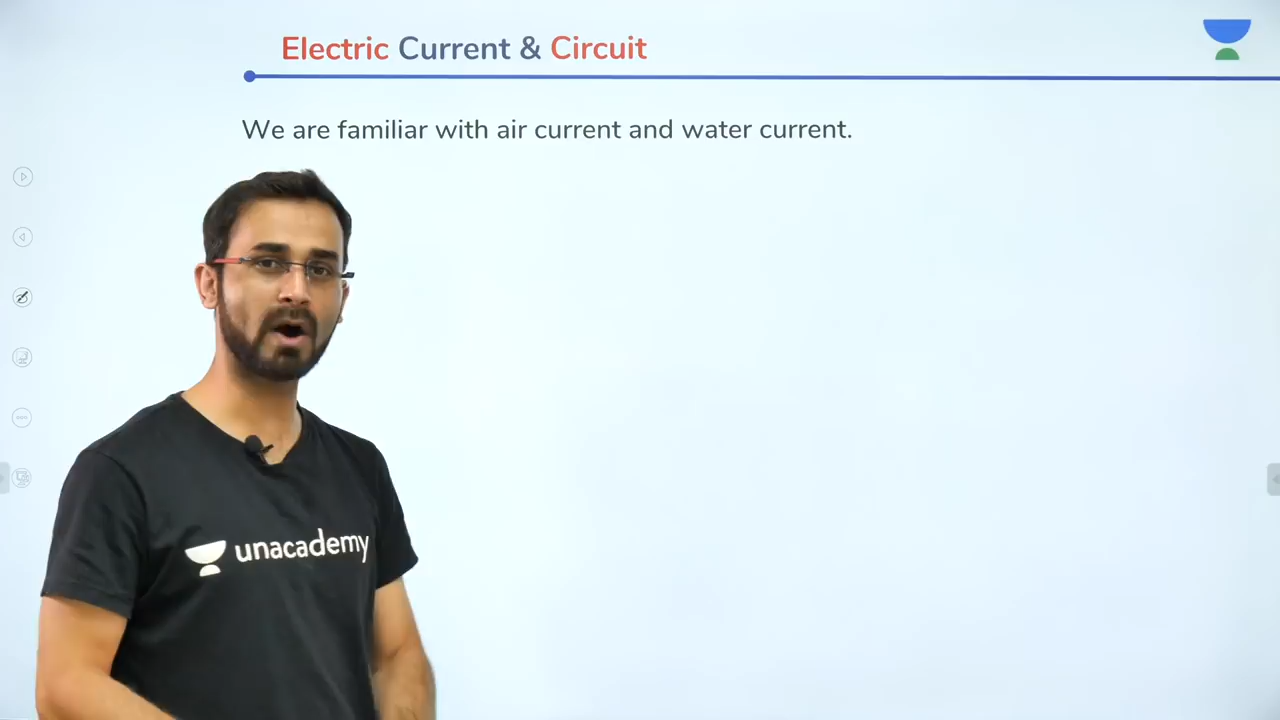 Electric Current & Circuit
We are familiar with air current and water current.
unacademy